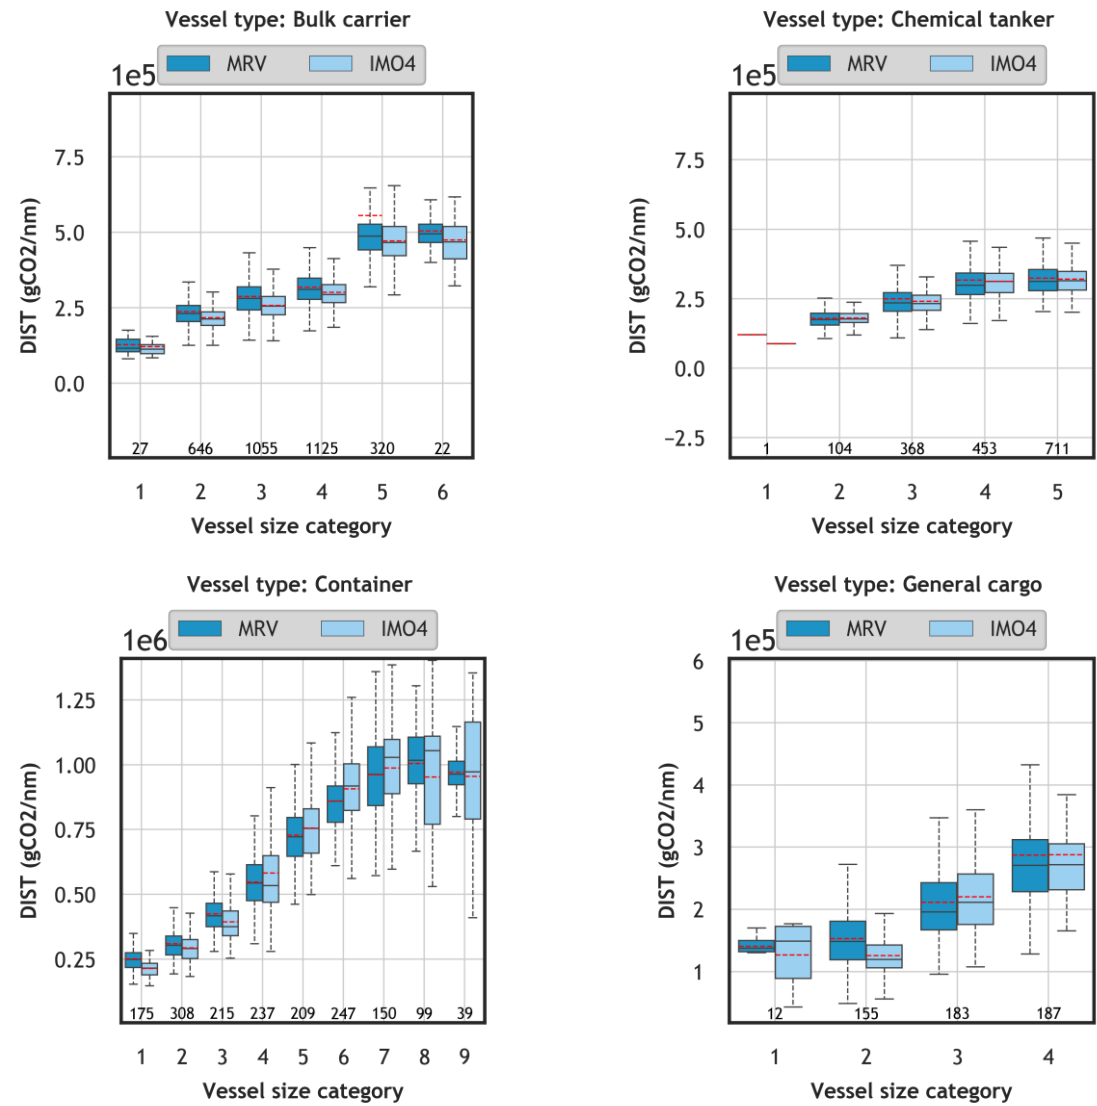 Vessel type: Bulk carrier
MRV IMO4
1e5
7.5
5.0
2.5
0.0
DIST (gCO2/nm)
27 646 1055 1125 320 22
1 2 3 4 5 6
Vessel size category
Vessel type: Chemical tanker
MRV IMO4
1e5
7.5
5.0
2.5
0.0
−2.5
DIST (gCO2/nm)
1 104 368 453 711
1 2 3 4 5
Vessel size category
Vessel type: Container
MRV IMO4
1e6
1.25
1.00
0.75
0.50
0.25
DIST (gCO2/nm)
175 308 215 237 209 247 150 99 39
1 2 3 4 5 6 7 8 9
Vessel size category
Vessel type: General cargo
MRV IMO4
1e5
6
5
4
3
2
1
DIST (gCO2/nm)
12 155 183 187
1 2 3 4
Vessel size category